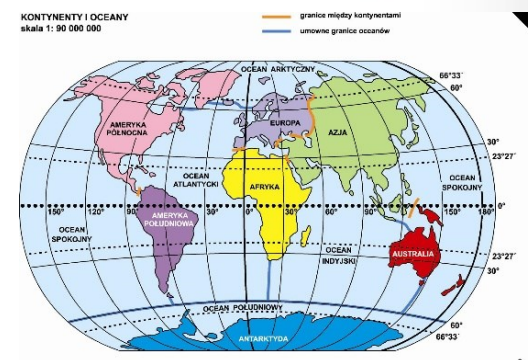 KONTYNENTY I OCEANY
skala 1: 90 000 000
granice między kontynentami
umowne granice oceanów
OCEAN ARKTYCZNY
66°33'
60°
AMERYKA
PÓŁNOCNA
EUROPA
AZJA
30°
23°27'
OCEAN
ATLANTYCKI
AFRYKA
OCEAN
SPOKOJNY
150° 120° 90° 30° 0° 30° 60° 90° 150° 180° 0°
AMERYKA
POŁUDNIOWA
OCEAN
SPOKOJNY
OCEAN
INDYJSKI
AUSTRALIA
23°27'
30°
OCEAN POŁUDNIOWY
60°
66°33'
ANTARKTYDA